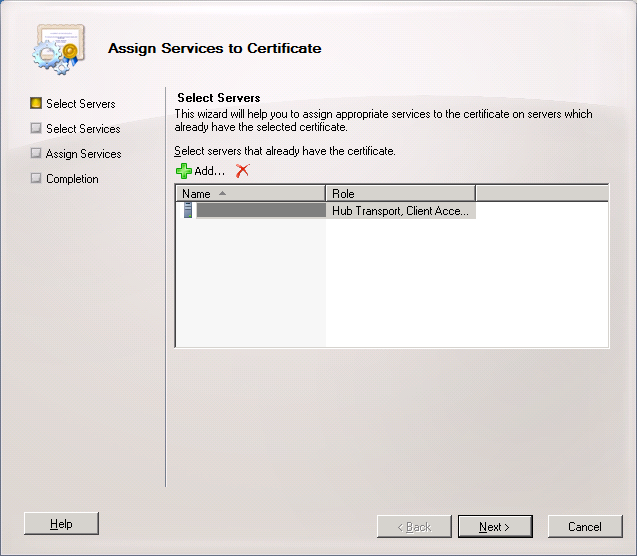 Assign Services to Certificate
Select Servers
Select Services
Assign Services
Completion
Select Servers
This wizard will help you to assign appropriate services to the certificate on servers which
already have the selected certificate.
Select servers that already have the certificate.
Add...
Name Role
Hub Transport, Client Acce...
Help
< Back
Next >
Cancel